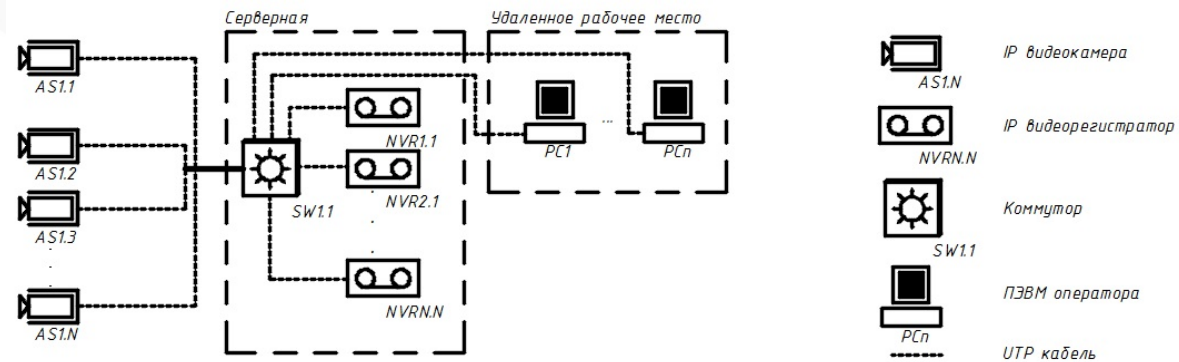 Серверная
Удаленное рабочее место
AS1.1
AS1.2
AS1.3
AS1.N
SW1.1
NVR1.1
NVR2.1
NVRN.N
PC1
...
PCn
IP видеокамера
AS1.N
IP видеорегистратор
NVRN.N
Коммутор
SW1.1
ПЭВМ оператора
PCn
UTP кабель